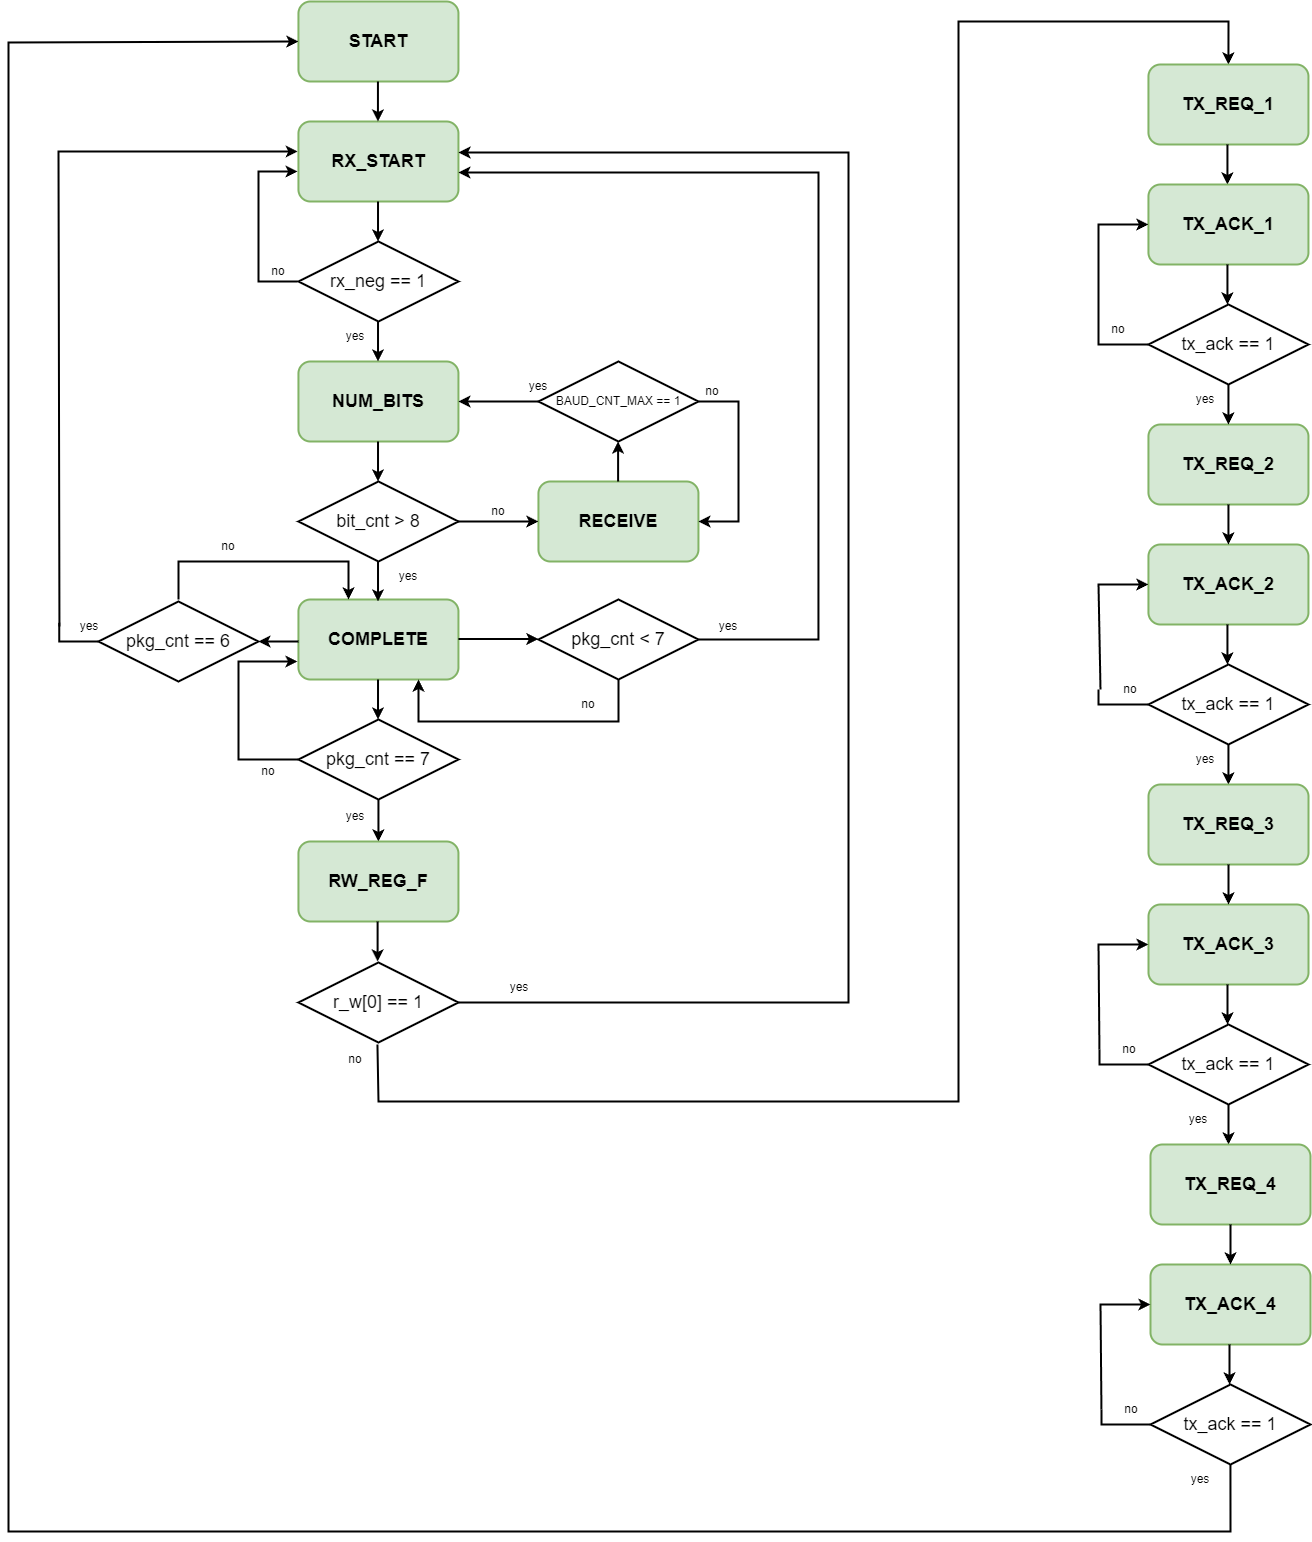 START
RX_START
rx_neg == 1
no
yes
NUM_BITS
yes
BAUD_CNT_MAX == 1
no
bit_cnt > 8
no
RECEIVE
yes
no
pkg_cnt == 6
yes
COMPLETE
pkg_cnt < 7
yes
no
pkg_cnt == 7
no
yes
RW_REG_F
r_w[0] == 1
yes
no
TX_REQ_1
TX_ACK_1
tx_ack == 1
no
yes
TX_REQ_2
TX_ACK_2
tx_ack == 1
no
yes
TX_REQ_3
TX_ACK_3
tx_ack == 1
no
yes
TX_REQ_4
TX_ACK_4
tx_ack == 1
no
yes